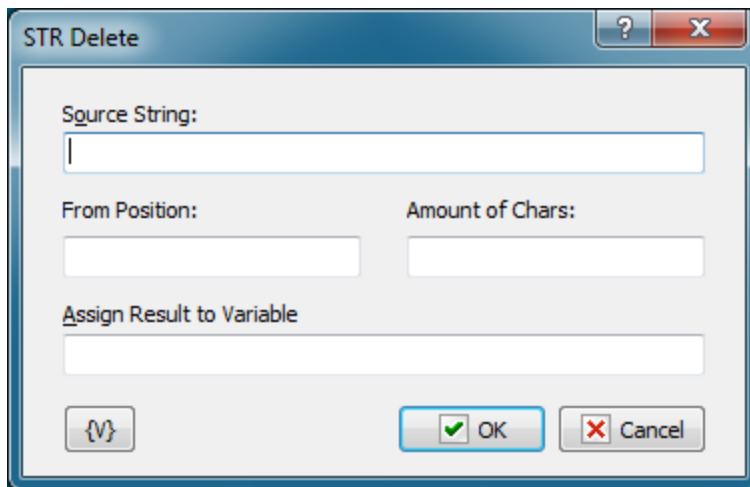 STR Delete
?
Source String:
From Position: Amount of Chars:
Assign Result to Variable
{V} OK Cancel